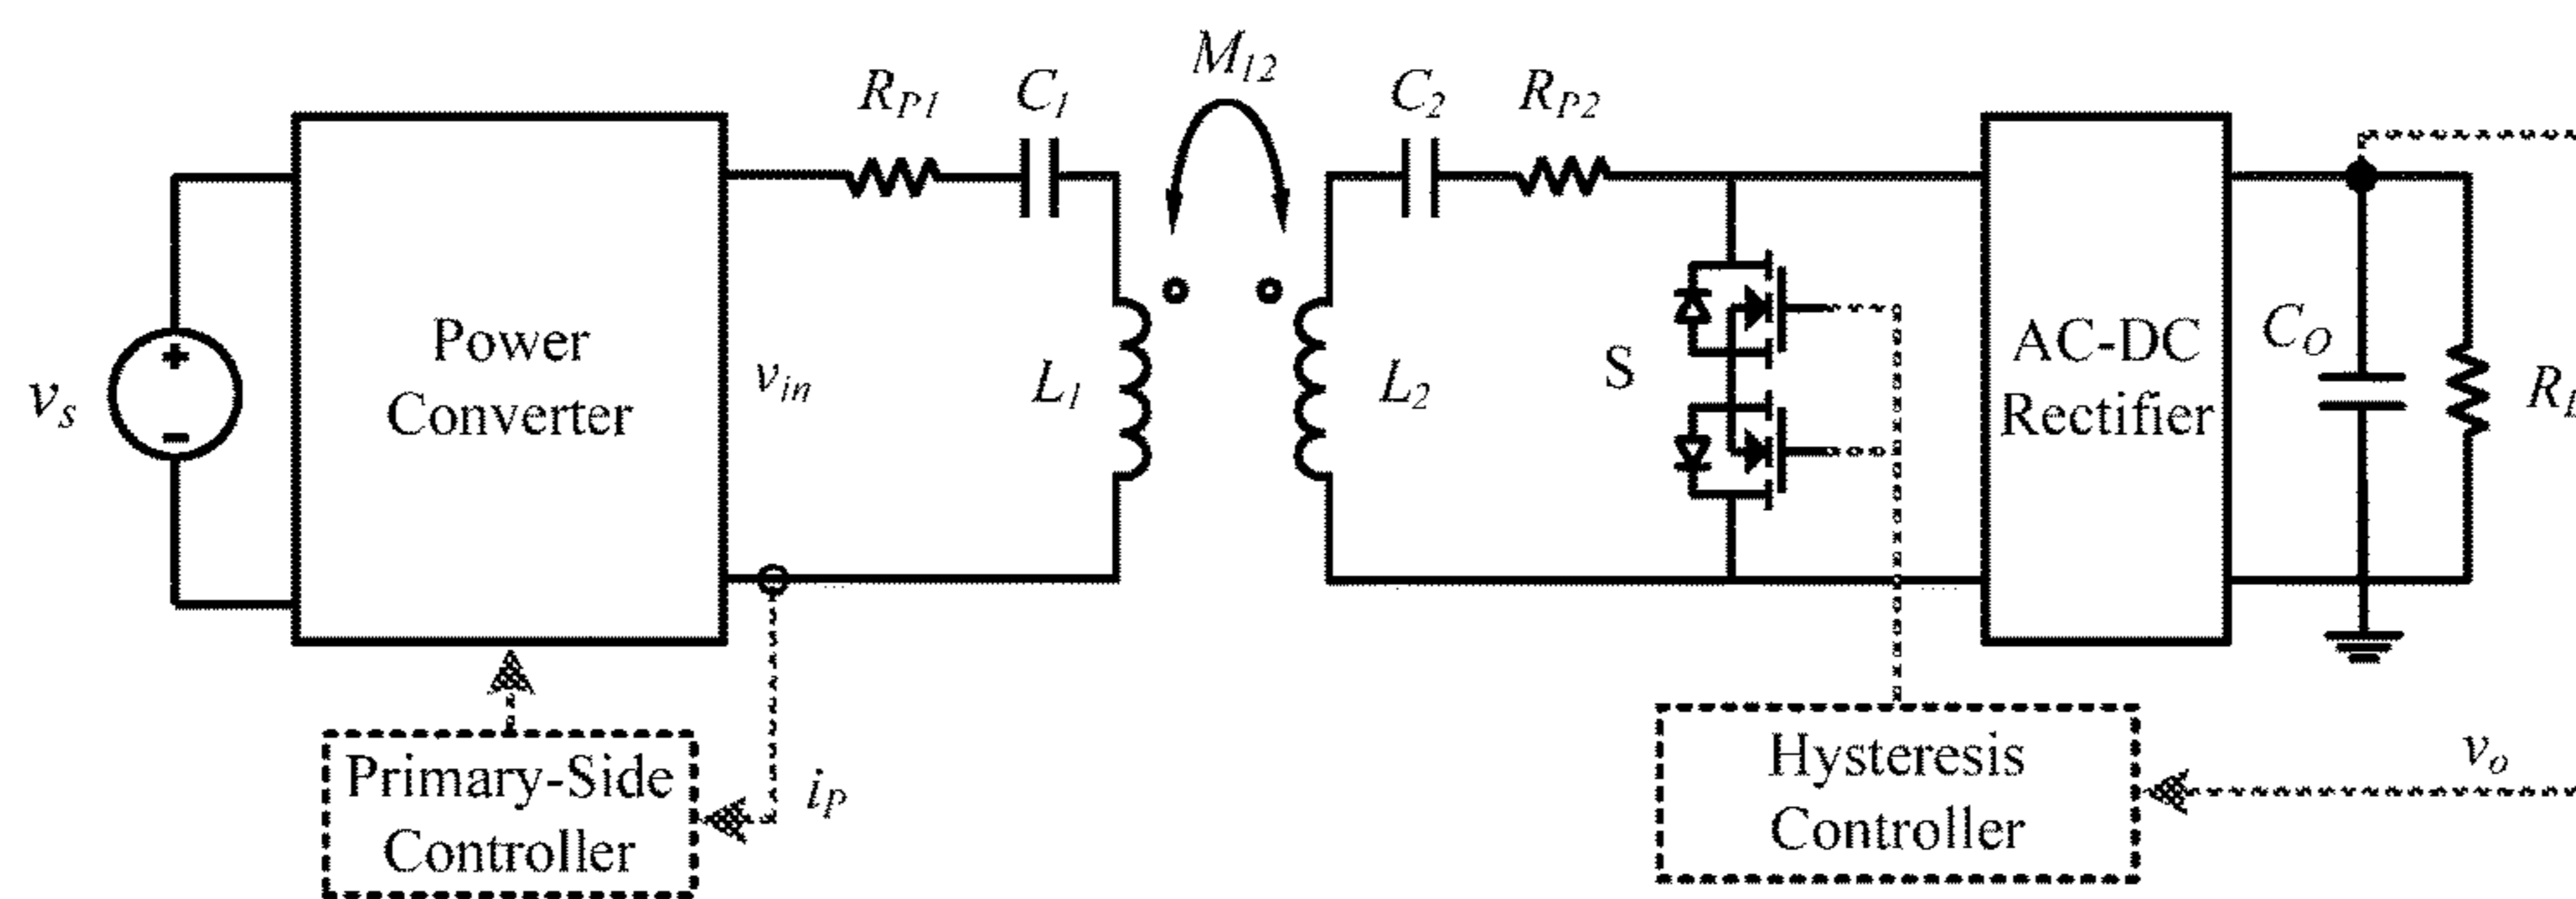 M12
RP1
C1
C2
RP2
vs
+
-
Power
Converter
vin
L1
L2
S
AC-DC
Rectifier
CO
Primary-Side
Controller
iP
Hysteresis
Controller
vo